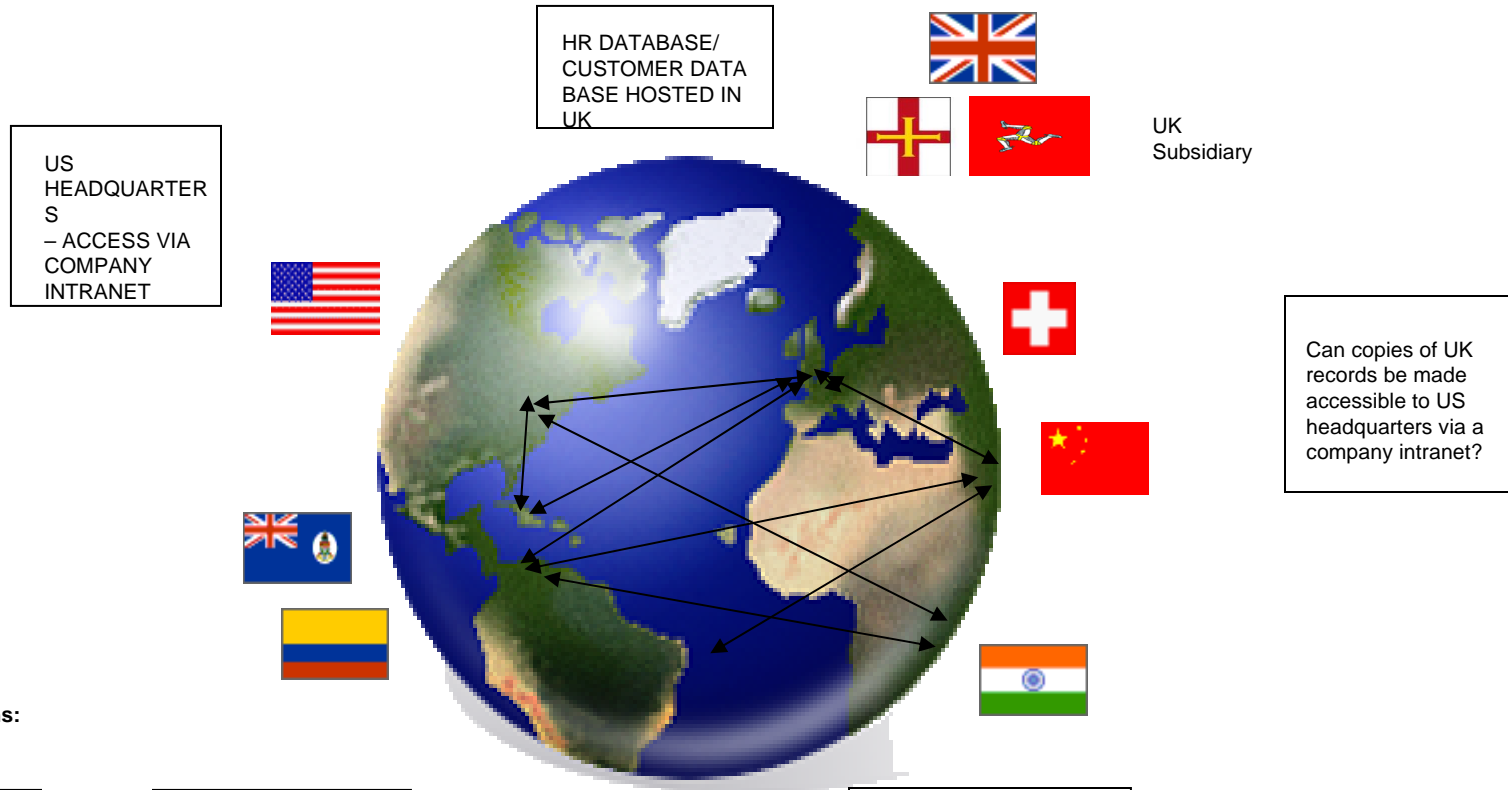 HR DATABASE/
CUSTOMER DATA
BASE HOSTED IN
UK
UK
Subsidiary
US
HEADQUARTER
S
– ACCESS VIA
COMPANY
INTRANET
Can copies of UK
records be made
accessible to US
headquarters via a
company intranet?
s: